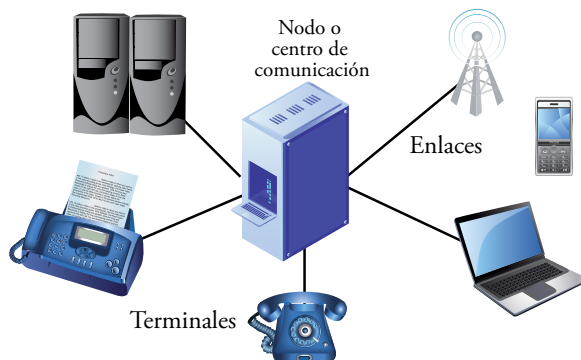 Nodo o
centro de
comunicación
Enlaces
Terminales